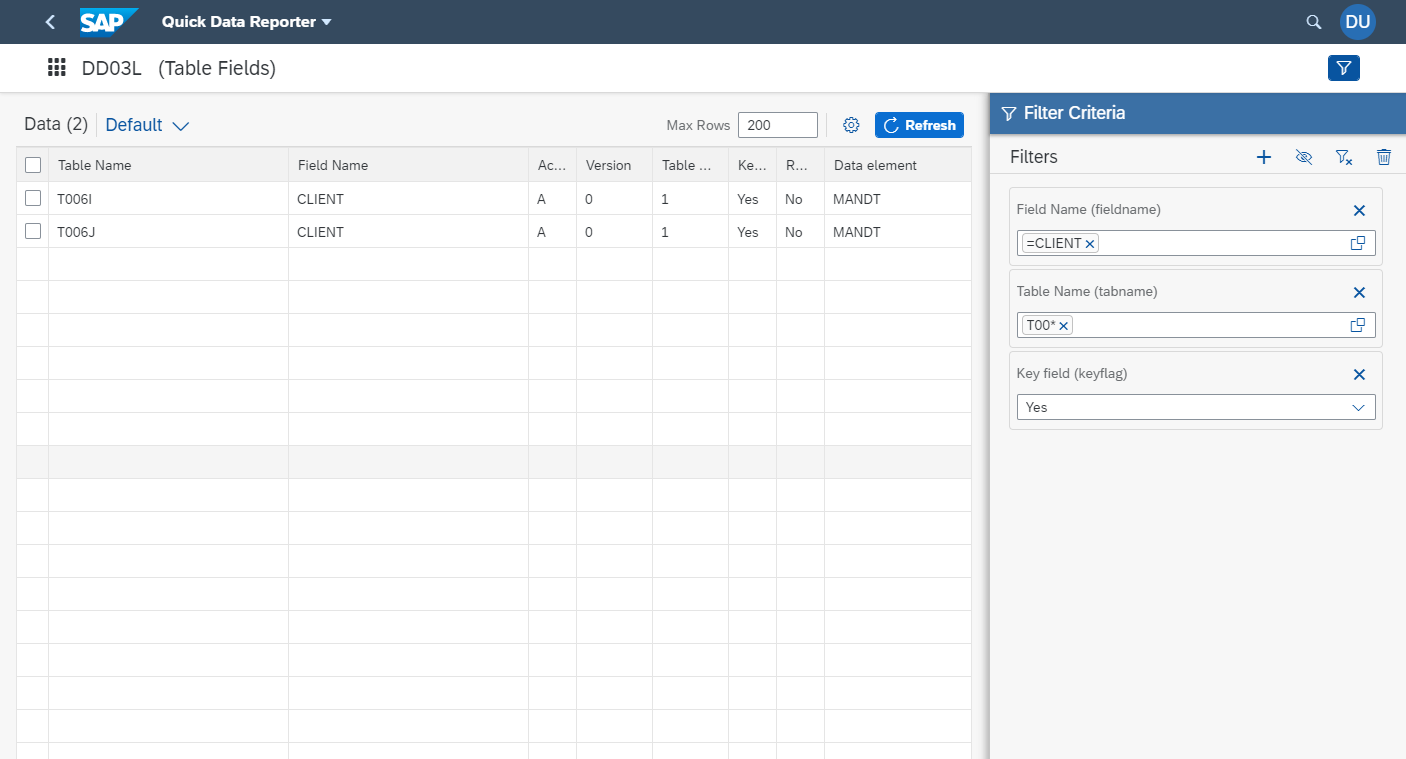 SAP Quick Data Reporter DU
DD03L (Table Fields)
Data (2) Default Max Rows 200 Refresh
Table Name Field Name Ac... Version Table ... Ke... R... Data element
T006I CLIENT A 0 1 Yes No MANDT
T006J CLIENT A 0 1 Yes No MANDT
Filter Criteria
Filters
Field Name (fieldname)
=CLIENT
Table Name (tabname)
T00*
Key field (keyflag)
Yes